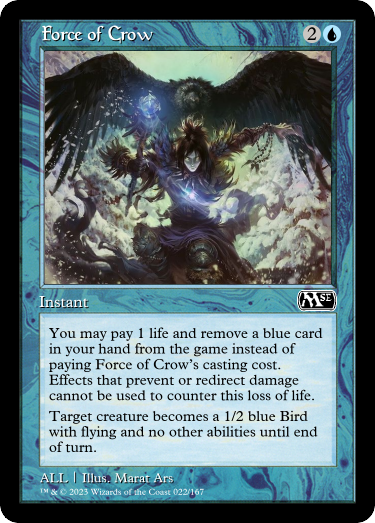 Force of Crow 2
Instant MSE
You may pay 1 life and remove a blue card
in your hand from the game instead of
paying Force of Crow's casting cost.
Effects that prevent or redirect damage
cannot be used to counter this loss of life.
Target creature becomes a 1/2 blue Bird
with flying and no other abilities until end
of turn.
ALL | Illus. Marat Ars
™ & © 2023 Wizards of the Coast 022/167